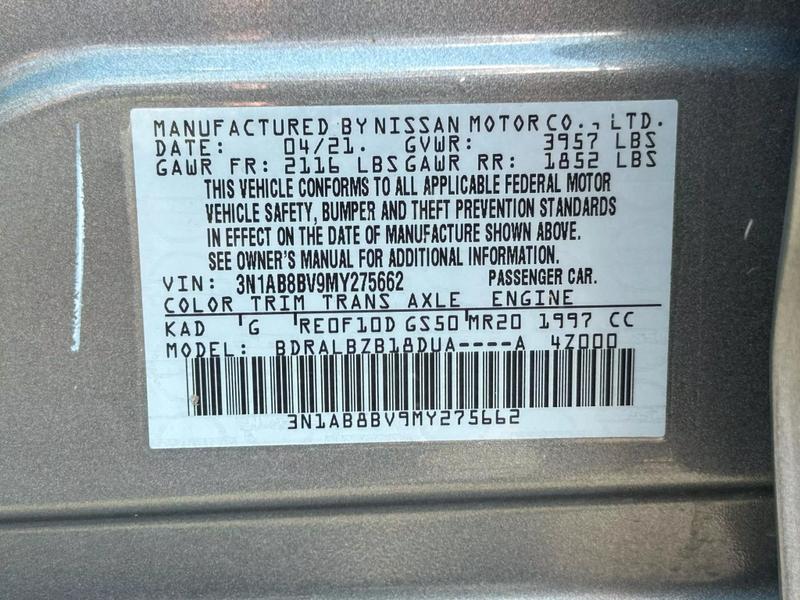 MANUFACTURED BY NISSAN MOTOR CO., LTD.
DATE: 04/21. GVWR: 3957 LBS
GAWR FR: 2116 LBS GAWR RR: 1852 LBS
THIS VEHICLE CONFORMS TO ALL APPLICABLE FEDERAL MOTOR
VEHICLE SAFETY, BUMPER AND THEFT PREVENTION STANDARDS
IN EFFECT ON THE DATE OF MANUFACTURE SHOWN ABOVE.
SEE OWNER'S MANUAL FOR ADDITIONAL INFORMATION.
VIN: 3N1AB8BV9MY275662 PASSENGER CAR.
COLOR TRIM TRANS AXLE ENGINE
KAD G RE0F10D GS50 MR20 1997 CC
MODEL: BDRALBZB18DUA----A 4Z000
3N1AB8BV9MY275662